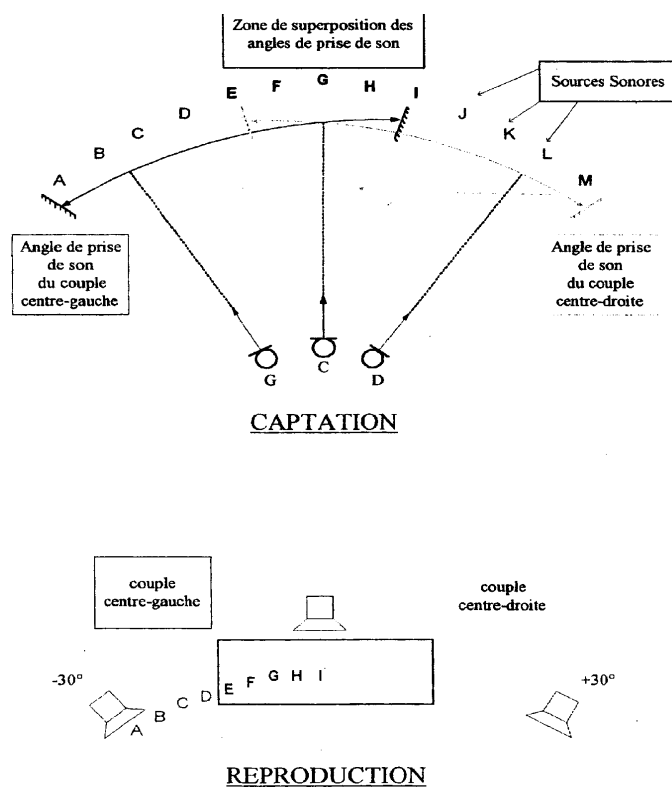 Zone de superposition des
angles de prise de son
Sources Sonores
A B C D E F G H I J K L M
Angle de prise
de son
du couple
centre-gauche
Angle de prise
de son
du couple
centre-droite
G C D
CAPTATION
couple
centre-gauche
couple
centre-droite
-30°
+30°
A B C D E F G H I
REPRODUCTION